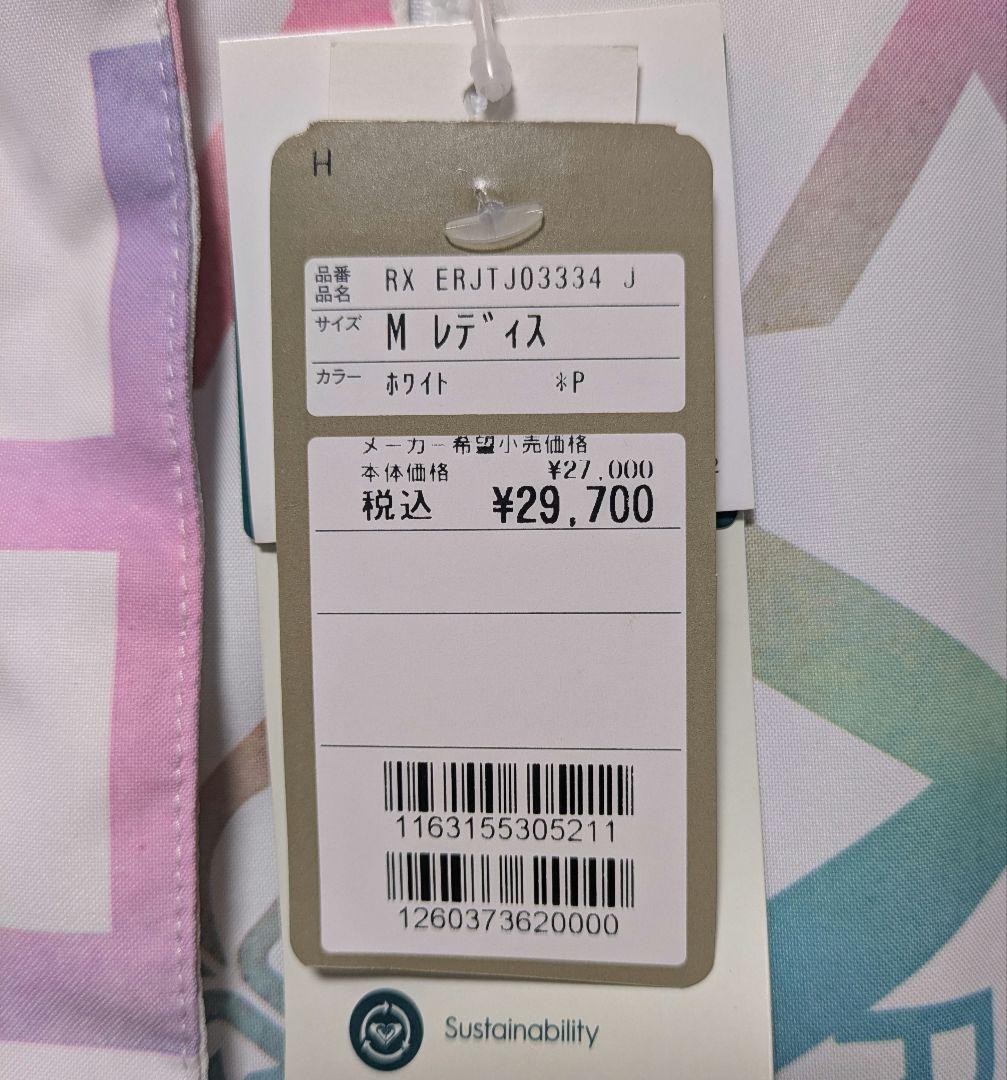 H
品番 RX ERJTJ03334 J
品名
サイズ M レディス
カラー ホワイト *P
メーカー希望小売価格
本体価格 ¥27,000
税込 ¥29,700
2
1163155305211
1260373620000
Sustainability